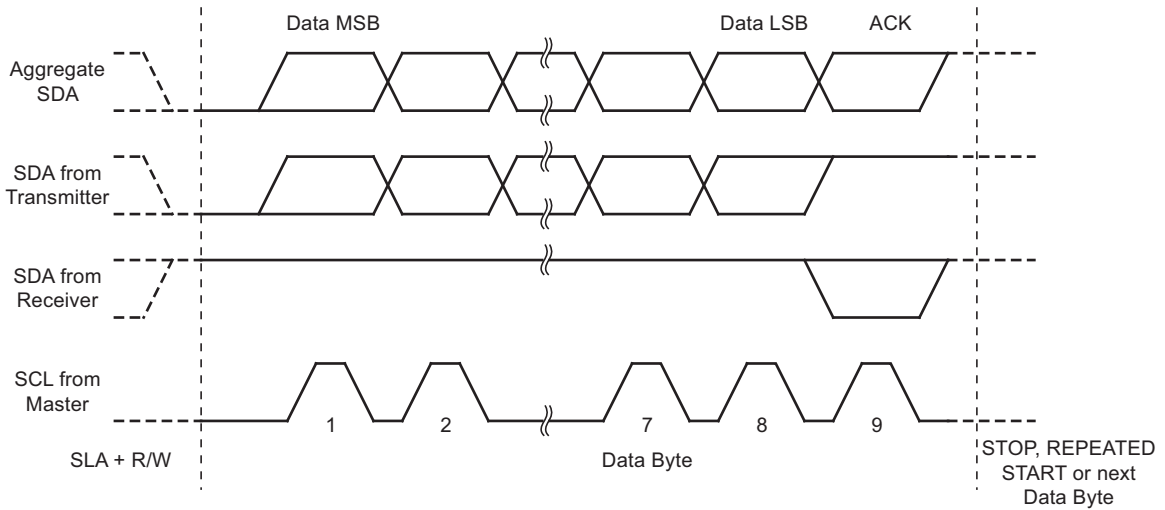 Data MSB
Data LSB
ACK
Aggregate
SDA
SDA from
Transmitter
SDA from
Receiver
SCL from
Master
1
2
7
8
9
SLA + R/W
Data Byte
STOP, REPEATED
START or next
Data Byte